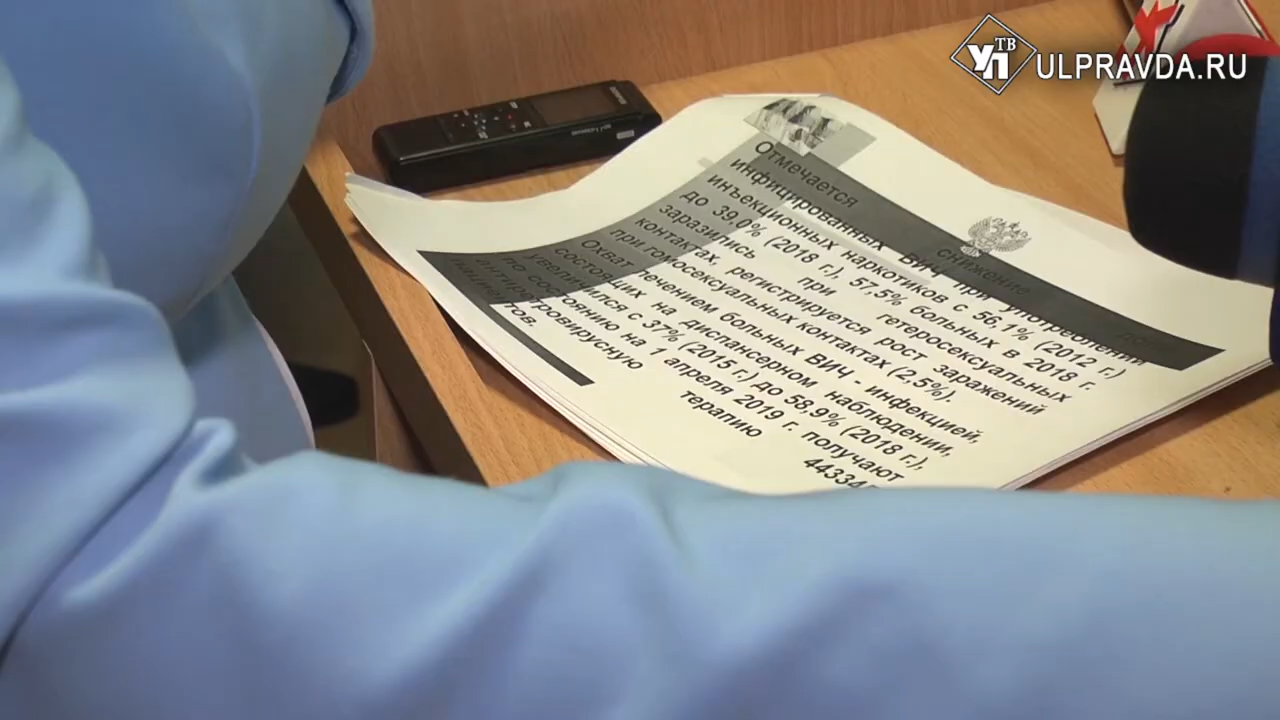 УП ТВ
ULPRAVDA.RU
Отмечается снижение доли
инфицированных ВИЧ при употреблении
инъекционных наркотиков с 56,1% (2012 г.)
до 39,0% (2018 г.), 57,5% больных в 2018 г.
заразились при гетеросексуальных
контактах, регистрируется рост заражений
при гомосексуальных контактах (2,5%).
Охват лечением больных ВИЧ - инфекцией,
состоящих на диспансерном наблюдении,
увеличился с 37% (2015 г.) до 58,9% (2018 г.),
по состоянию на 1 апреля 2019 г. получают
антиретровирусную терапию